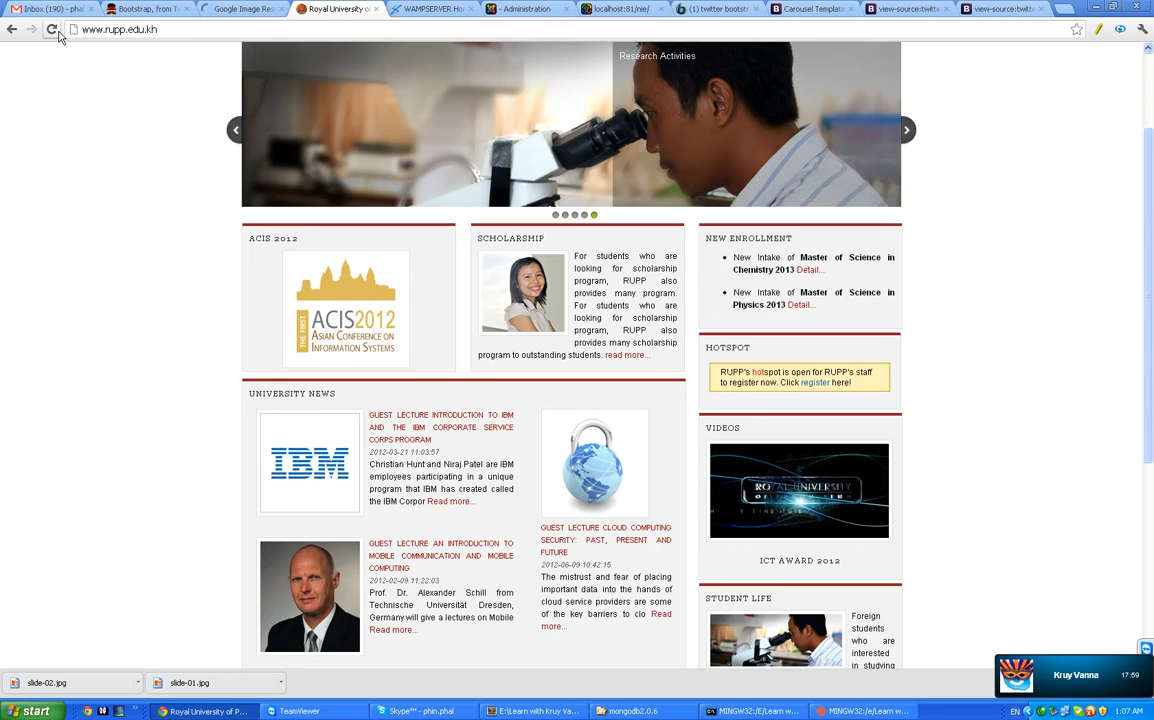 Inbox (190) - phal
Bootstrap, from Tw
Google Image Res
Royal University o
WAMPSERVER Ho
- Administration
localhost:81/nie/
(1) twitter bootstr
Carousel Templat
view-source:twitte
view-source:twitte
www.rupp.edu.kh
Research Activities
ACIS 2012
THE FIRST
ACIS2012
ASIAN CONFERENCE ON
INFORMATION SYSTEMS
SCHOLARSHIP
For students who are
looking for scholarship
program, RUPP also
provides many program.
For students who are
looking for scholarship
program, RUPP also
provides many scholarship
program to outstanding students. read more...
NEW ENROLLMENT
• New Intake of Master of Science in
Chemistry 2013 Detail...
• New Intake of Master of Science in
Physics 2013 Detail...
HOTSPOT
RUPP's hotspot is open for RUPP's staff
to register now. Click register here!
UNIVERSITY NEWS
IBM
GUEST LECTURE INTRODUCTION TO IBM
AND THE IBM CORPORATE SERVICE
CORPS PROGRAM
2012-03-21 11:03:57
Christian Hunt and Niraj Patel are IBM
employees participating in a unique
program that IBM has created called
the IBM Corpor Read more...
GUEST LECTURE AN INTRODUCTION TO
MOBILE COMMUNICATION AND MOBILE
COMPUTING
2012-02-09 11:22:03
Prof. Dr. Alexander Schill from
Technische Universität Dresden,
Germany will give a lectures on Mobile
Read more...
GUEST LECTURE CLOUD COMPUTING
SECURITY: PAST, PRESENT AND
FUTURE
2012-06-09 10:42:15
The mistrust and fear of placing
important data into the hands of
cloud service providers are some
of the key barriers to clo Read
more...
VIDEOS
ROYAL UNIVERSITY
ICT AWARD 2012
STUDENT LIFE
Foreign
students
who are
interested
in studying
slide-02.jpg
slide-01.jpg
Kruy Vanna
17:59
start
Royal University of P...
TeamViewer
Skype™ - phin.phal
E:\Learn with Kruy Va...
mongodb2.0.6
MINGW32:/E/Learn w...
MINGW32:/e/Learn w...
EN
1:07 AM